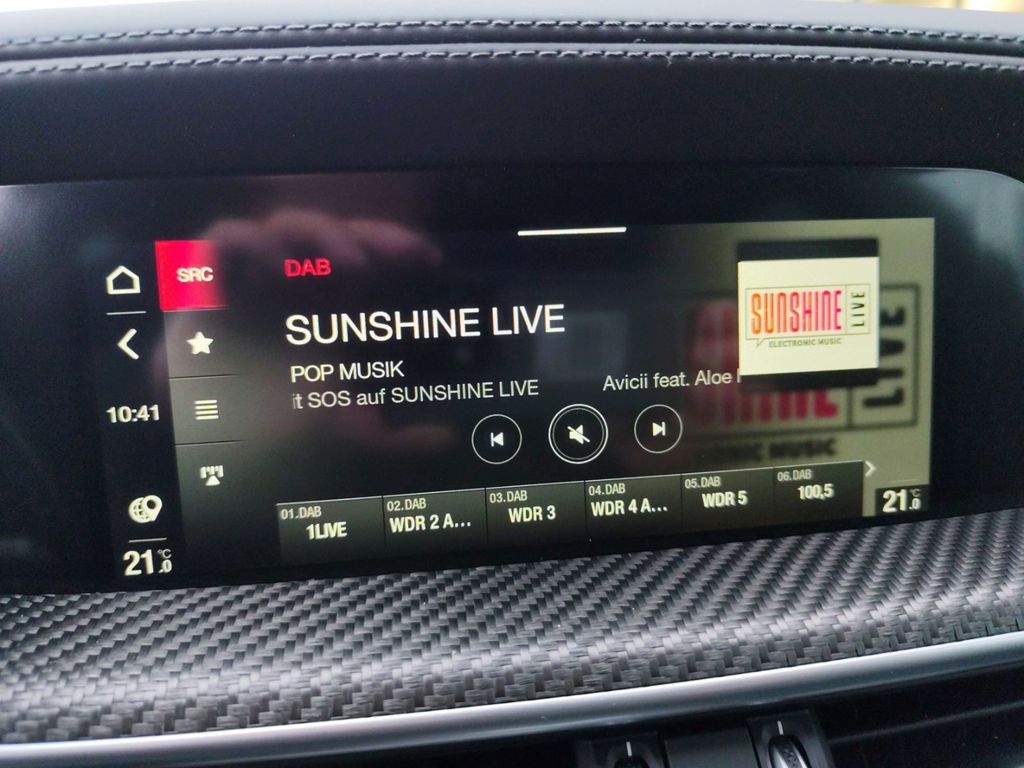 SRC
DAB
SUNSHINE LIVE
POP MUSIK
it SOS auf SUNSHINE LIVE Avicii feat. Aloe
10:41
SUNSHINE
LIVE
ELECTRONIC MUSIC
01.DAB
1LIVE
02.DAB
WDR 2 A...
03.DAB
WDR 3
04.DAB
WDR 4 A...
05.DAB
WDR 5
06.DAB
100,5
21.0
21°C.0